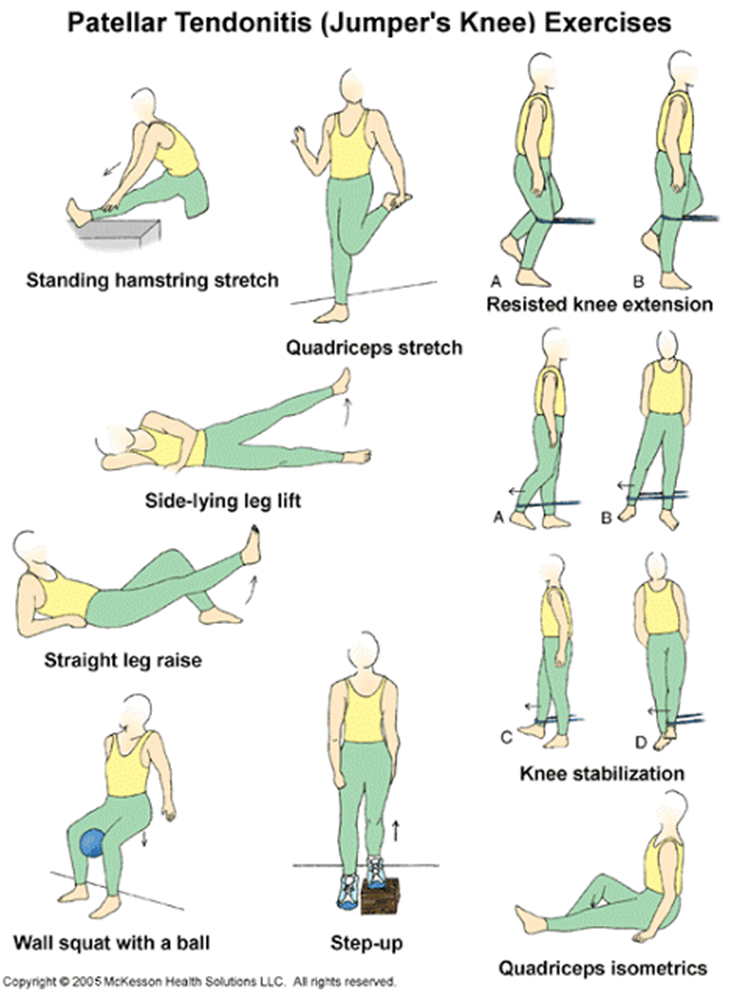 Patellar Tendonitis (Jumper's Knee) Exercises
Standing hamstring stretch
Quadriceps stretch
A
B
Resisted knee extension
Side-lying leg lift
A
B
Straight leg raise
C
D
Knee stabilization
Wall squat with a ball
Step-up
Quadriceps isometrics
Copyright © 2005 McKesson Health Solutions LLC. All rights reserved.